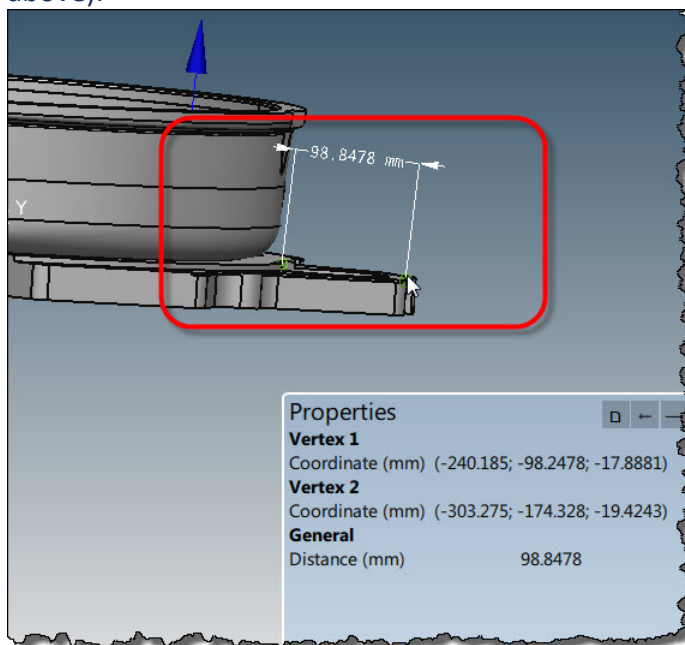 above).
98.8478 mm
Y
Properties
Vertex 1
Coordinate (mm) (-240.185; -98.2478; -17.8881)
Vertex 2
Coordinate (mm) (-303.275; -174.328; -19.4243)
General
Distance (mm) 98.8478